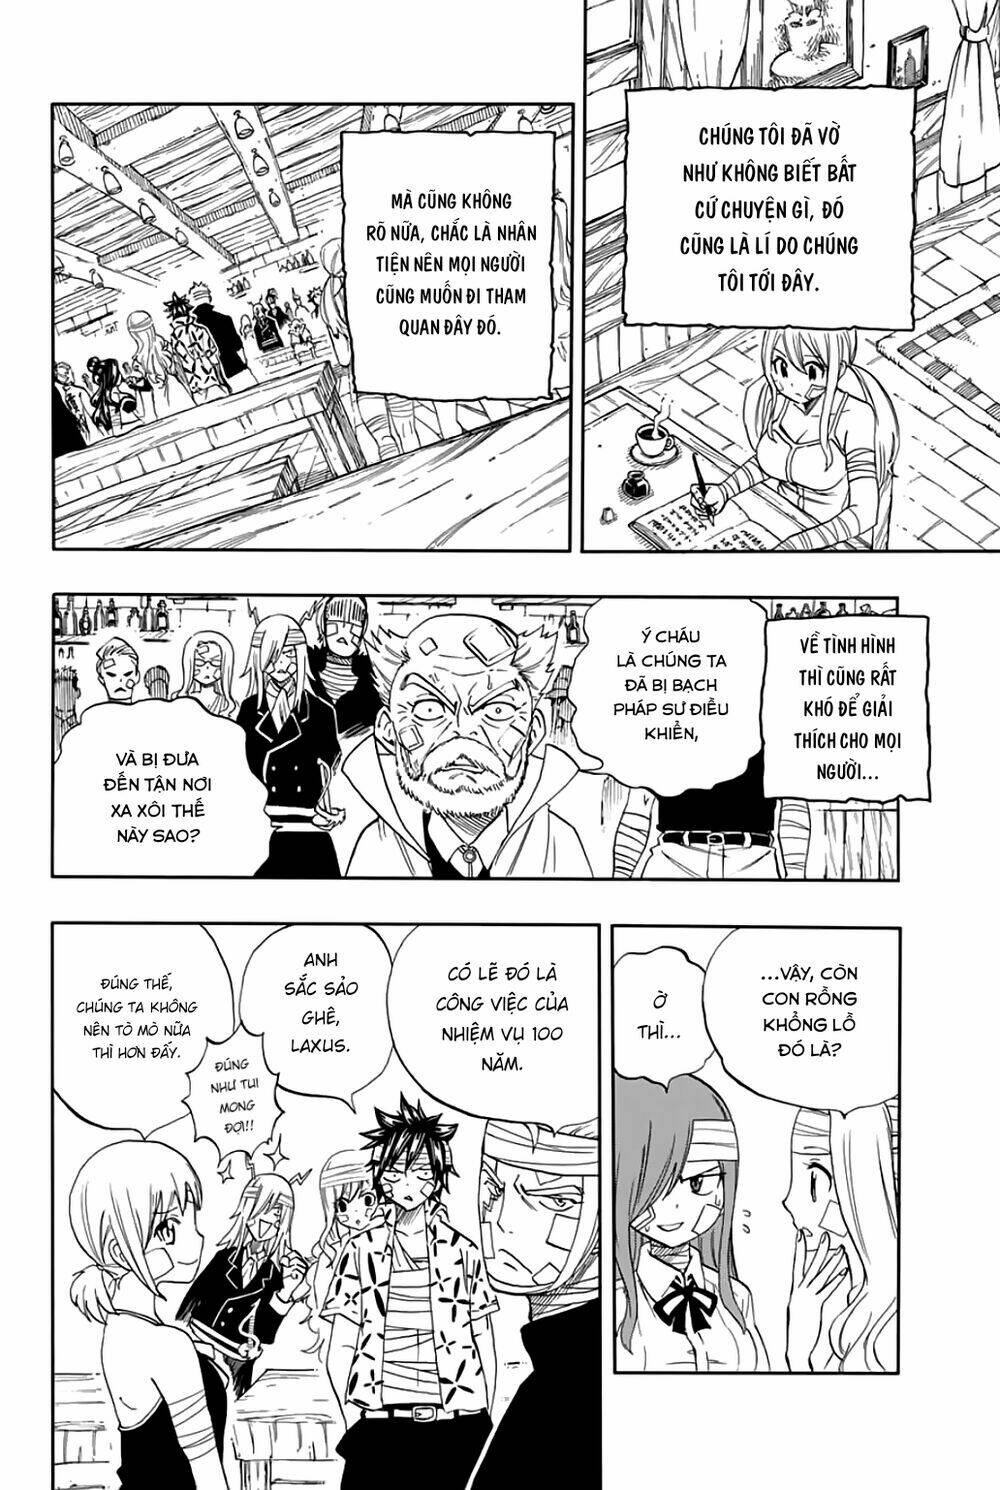 CHÚNG TÔI ĐÃ VỜ
NHƯ KHÔNG BIẾT BẤT
CỨ CHUYỆN GÌ, ĐÓ
CŨNG LÀ LÍ DO CHÚNG
TÔI TỚI ĐÂY.
MÀ CŨNG KHÔNG
RÕ NỮA, CHẮC LÀ NHÂN
TIỆN NÊN MỌI NGƯỜI
CŨNG MUỐN ĐI THAM
QUAN ĐÂY ĐÓ.
VỀ TÌNH HÌNH
THÌ CŨNG RẤT
KHÓ ĐỂ GIẢI
THÍCH CHO MỌI
NGƯỜI...
Ý CHÁU
LÀ CHÚNG TA
ĐÃ BỊ BẠCH
PHÁP SƯ ĐIỀU
KHIỂN,
VÀ BỊ ĐƯA
ĐẾN TẬN NƠI
XA XÔI THẾ
NÀY SAO?
...VẬY, CÒN
CON RỒNG
KHỔNG LỒ
ĐÓ LÀ?
Ờ
THÌ...
CÓ LẼ ĐÓ LÀ
CÔNG VIỆC CỦA
NHIỆM VỤ 100
NĂM.
ANH
SẮC SẢO
GHÊ,
LAXUS.
ĐÚNG
NHƯ TUI
MONG
ĐỢI!!
ĐÚNG THẾ,
CHÚNG TA KHÔNG
NÊN TÒ MÒ NỮA
THÌ HƠN ĐẤY.